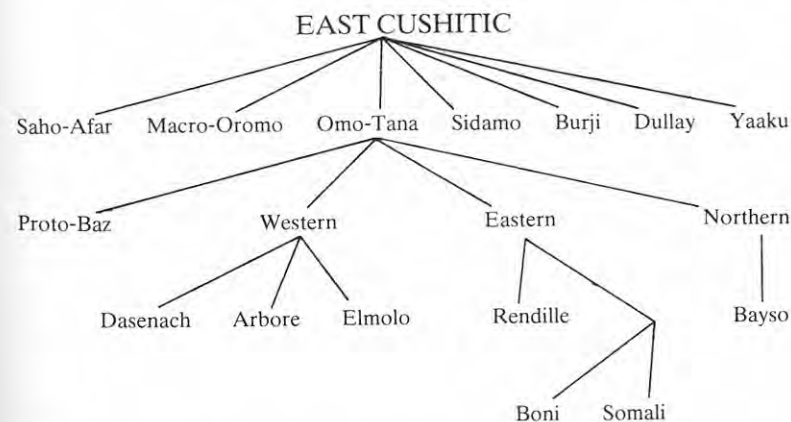 EAST CUSHITIC
Saho-Afar Macro-Oromo Omo-Tana Sidamo Burji Dullay Yaaku
Proto-Baz Western Eastern Northern
Dasenach Arbore Elmolo Rendille Bayso
Boni Somali